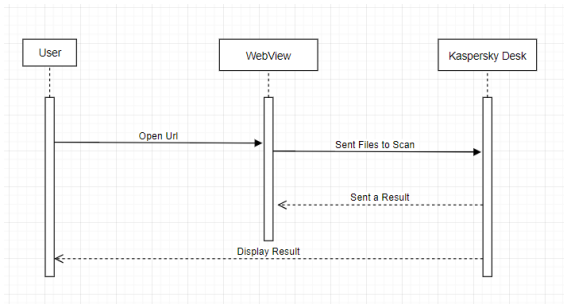 User
WebView
Kaspersky Desk
Open Url
Sent Files to Scan
Sent a Result
Display Result